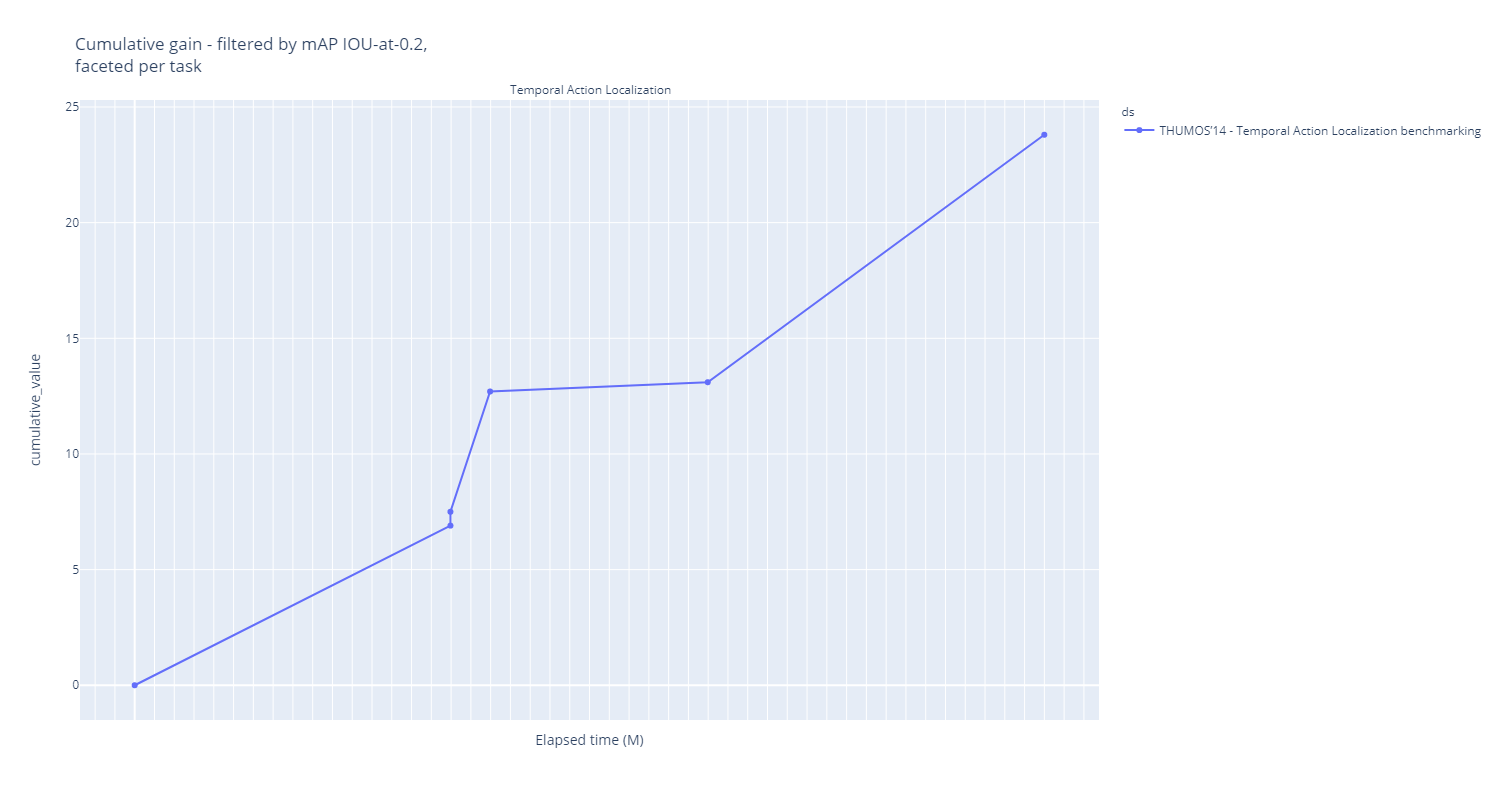 Cumulative gain - filtered by mAP IOU-at-0.2,
faceted per task
Temporal Action Localization
ds
THUMOS’14 - Temporal Action Localization benchmarking
25
20
15
10
5
0
cumulative_value
Elapsed time (M)